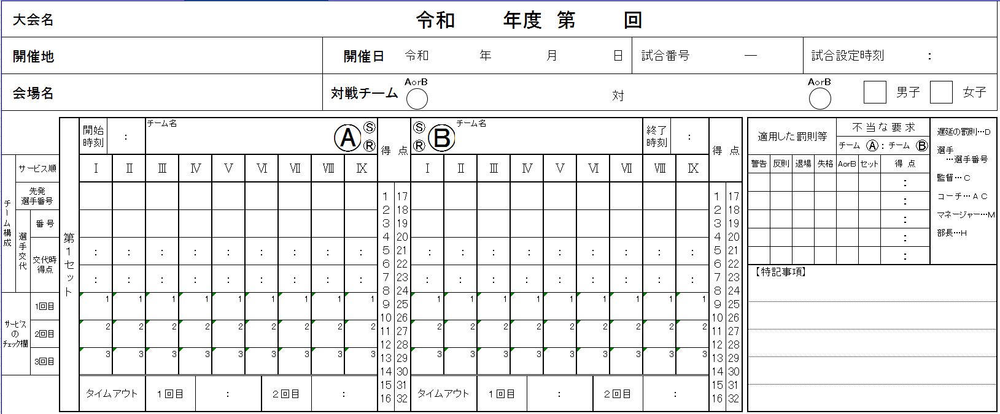 大会名 令和 年度 第 回
開催地 開催日 令和 年 月 日 試合番号 ― 試合設定時刻 :
会場名 対戦チーム AorB 対 AorB 男子 女子
開始時刻 : チーム名 Ⓐ Ⓢ Ⓡ 得 点 Ⓢ Ⓡ Ⓑ チーム名 終了時刻 : 得 点
サービス順 Ⅰ Ⅱ Ⅲ Ⅳ Ⅴ Ⅵ Ⅶ Ⅷ Ⅸ Ⅰ Ⅱ Ⅲ Ⅳ Ⅴ Ⅵ Ⅶ Ⅷ Ⅸ
チーム構成
先発
選手番号
選手交代
番 号
交代時
得点
: : : : : : : : : : : : : : : : : :
: : : : : : : : : : : : : : : : : :
第1セット
サービス
の
チェック欄
1回目 1 1 1 1 1 1 1 1 1 1 1 1 1 1 1 1 1 1
2回目 2 2 2 2 2 2 2 2 2 2 2 2 2 2 2 2 2 2
3回目 3 3 3 3 3 3 3 3 3 3 3 3 3 3 3 3 3 3
タイムアウト 1回目 : 2回目 : タイムアウト 1回目 : 2回目 :
1 17
2 18
3 19
4 20
5 21
6 22
7 23
8 24
9 25
10 26
11 27
12 28
13 29
14 30
15 31
16 32
1 17
2 18
3 19
4 20
5 21
6 22
7 23
8 24
9 25
10 26
11 27
12 28
13 29
14 30
15 31
16 32
適用した罰則等 不当な要求
チーム Ⓐ : チーム Ⓑ
警告 反則 退場 失格 AorB セット 得 点
:
:
:
:
:
遅延の罰則…D
選手
…選手番号
監督…C
コーチ…AC
マネージャー…M
部長…H
【特記事項】